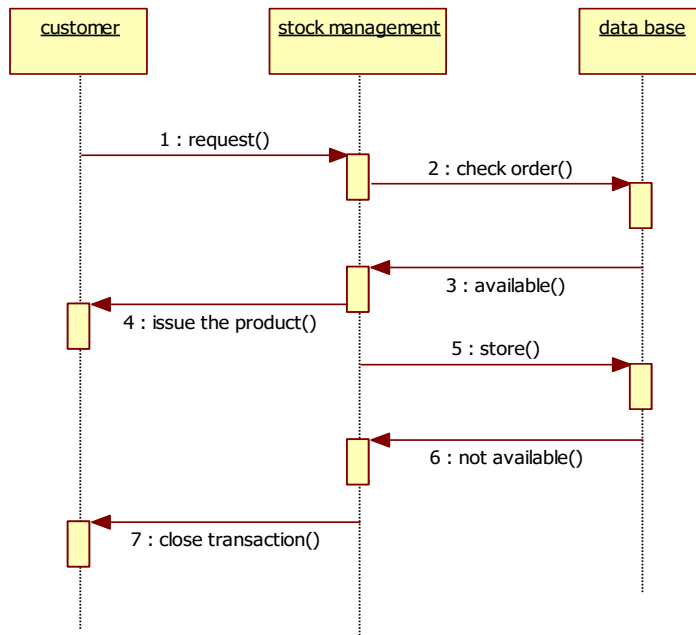 customer
stock management
data base
1 : request()
2 : check order()
3 : available()
4 : issue the product()
5 : store()
6 : not available()
7 : close transaction()